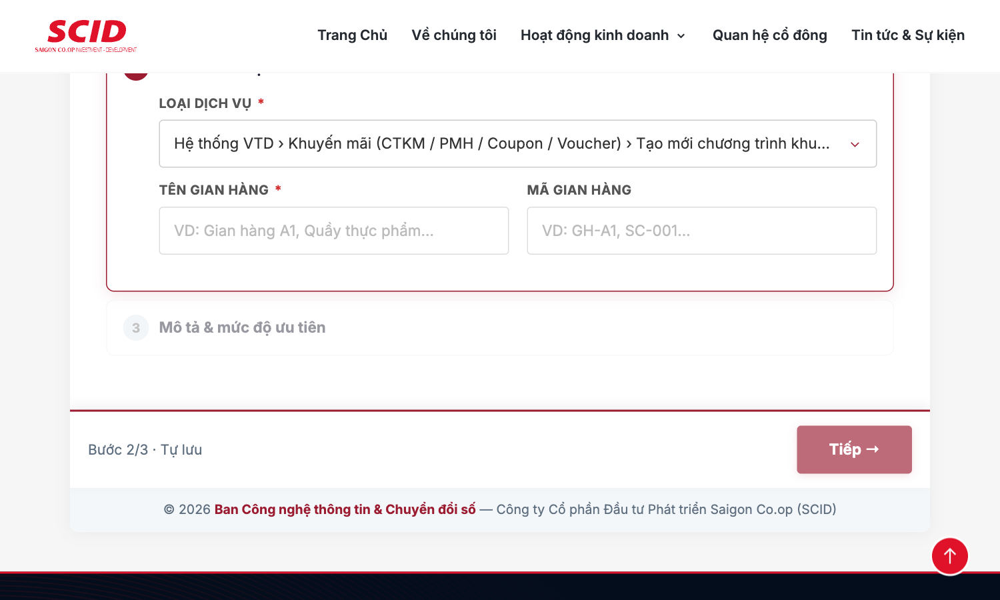 SCID
SAIGON CO.OP INVESTMENT - DEVELOPMENT
Trang Chủ
Về chúng tôi
Hoạt động kinh doanh
Quan hệ cổ đông
Tin tức & Sự kiện
LOẠI DỊCH VỤ *
Hệ thống VTD › Khuyến mãi (CTKM / PMH / Coupon / Voucher) › Tạo mới chương trình khu...
TÊN GIAN HÀNG *
MÃ GIAN HÀNG
VD: Gian hàng A1, Quầy thực phẩm...
VD: GH-A1, SC-001...
3 Mô tả & mức độ ưu tiên
Bước 2/3 · Tự lưu
Tiếp →
© 2026 Ban Công nghệ thông tin & Chuyển đổi số — Công ty Cổ phần Đầu tư Phát triển Saigon Co.op (SCID)